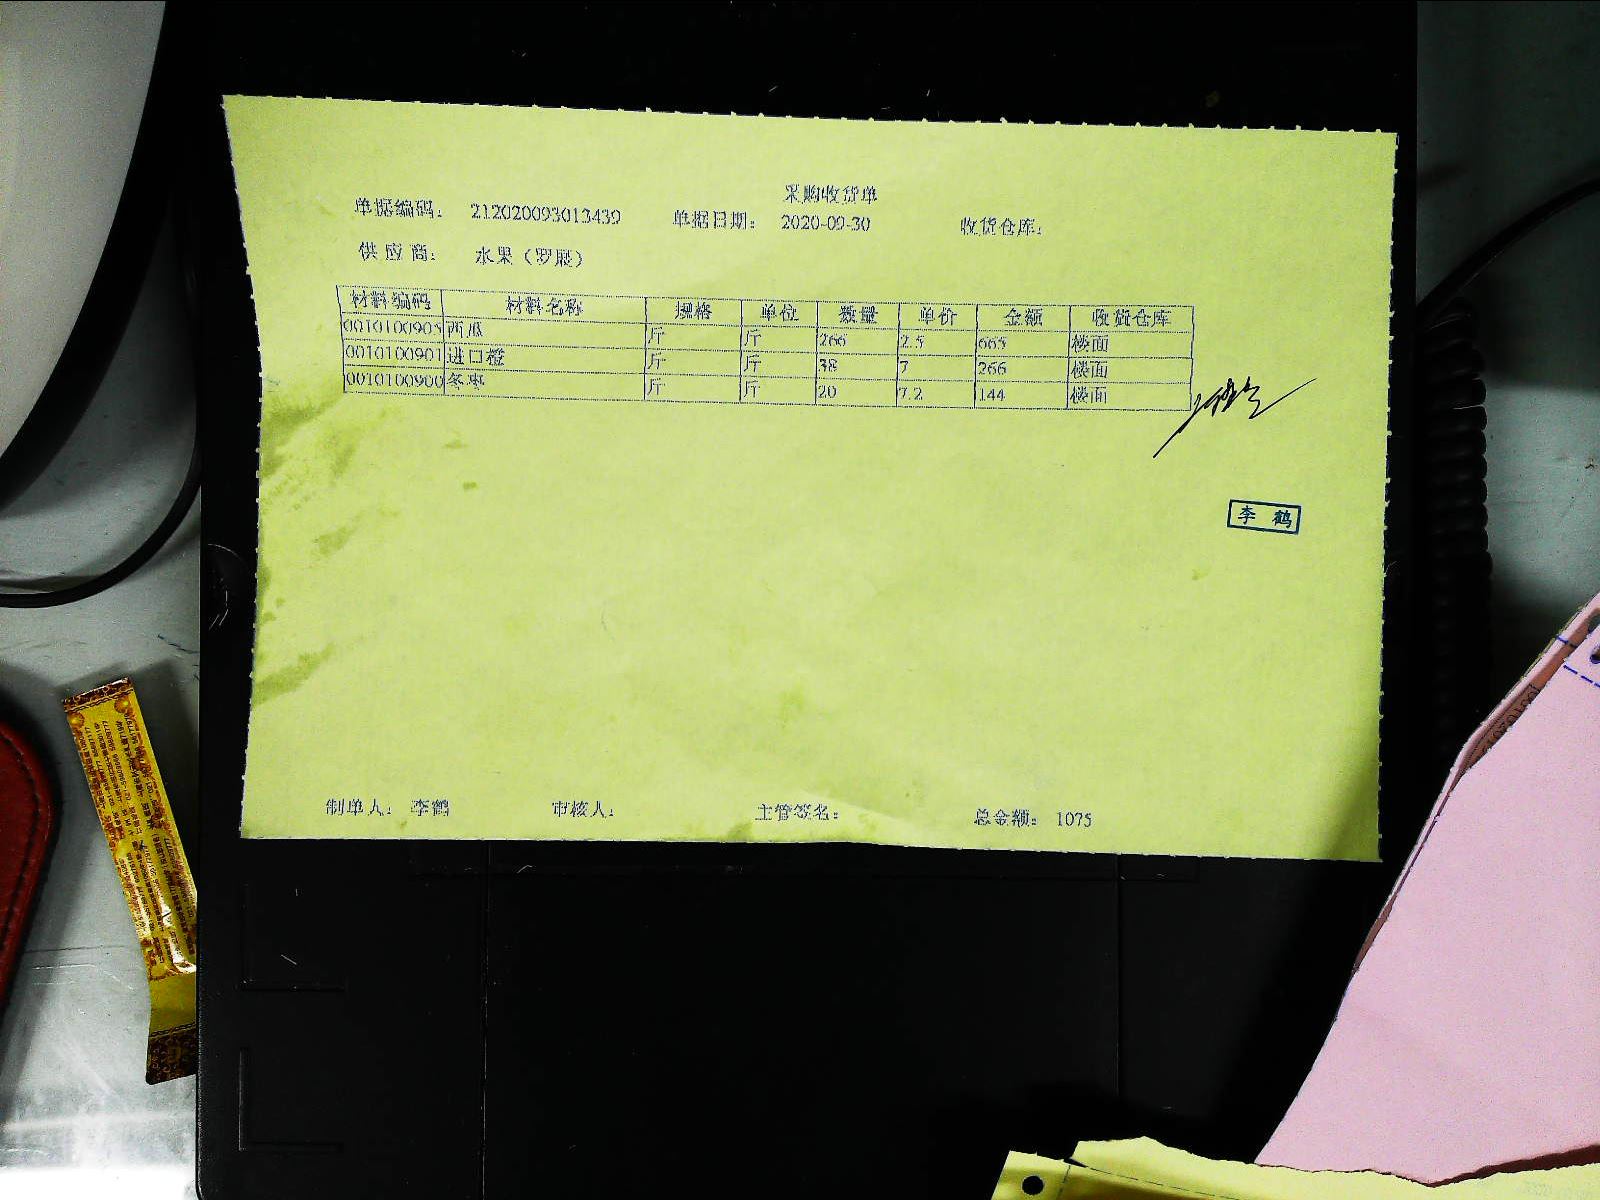 采购收货单
单据编码： 212020093013439 单据日期： 2020-09-30 收货仓库：
供 应 商： 水果（罗展）
材料编码 材料名称 规格 单位 数量 单价 金额 收货仓库
0010100905 西瓜 斤 斤 266 2.5 665 楼面
0010100901 进口橙 斤 斤 38 7 266 楼面
0010100900 冬枣 斤 斤 20 7.2 144 楼面
李 鹤
制单人： 李鹤 审核人： 主管签名： 总金额： 1075